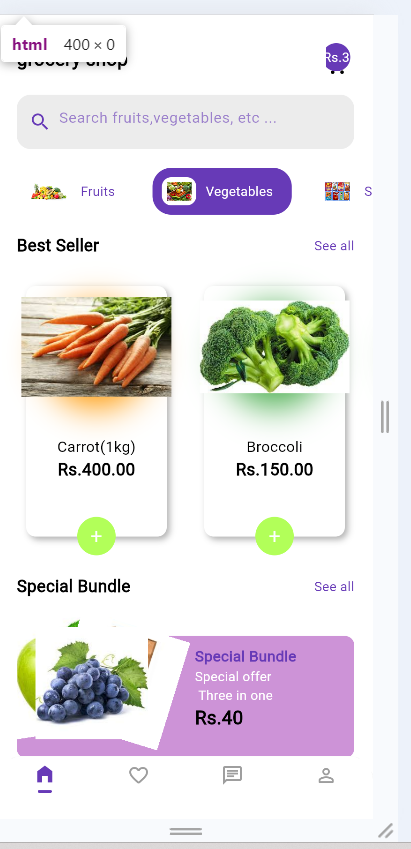 html 400 × 0
grocery shop
Rs.3
Search fruits,vegetables, etc ...
Fruits
Vegetables
S
Best Seller
See all
Carrot(1kg)
Rs.400.00
Broccoli
Rs.150.00
+
+
Special Bundle
See all
Special Bundle
Special offer
Three in one
Rs.40